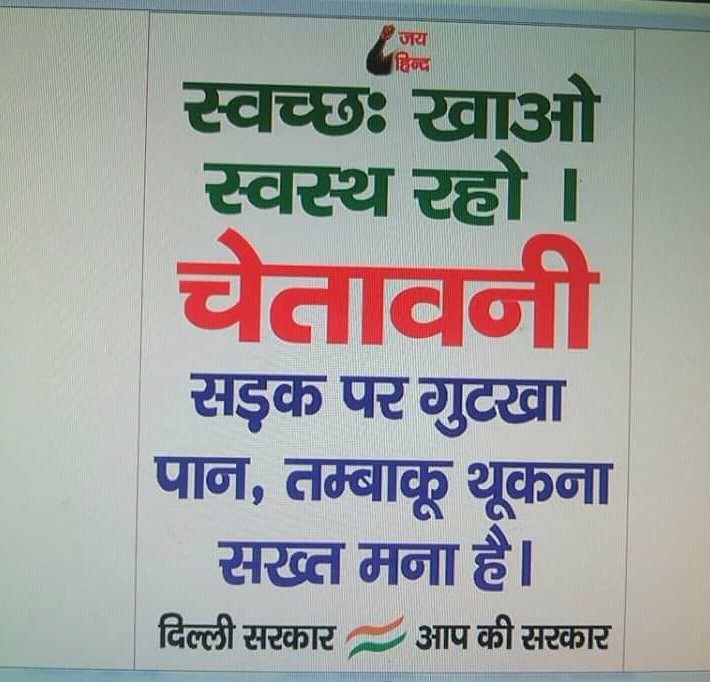 जय
हिन्द
स्वच्छः खाओ
स्वस्थ रहो ।
चेतावनी
सड़क पर गुटखा
पान, तम्बाकू थूकना
सख्त मना है।
दिल्ली सरकार आप की सरकार